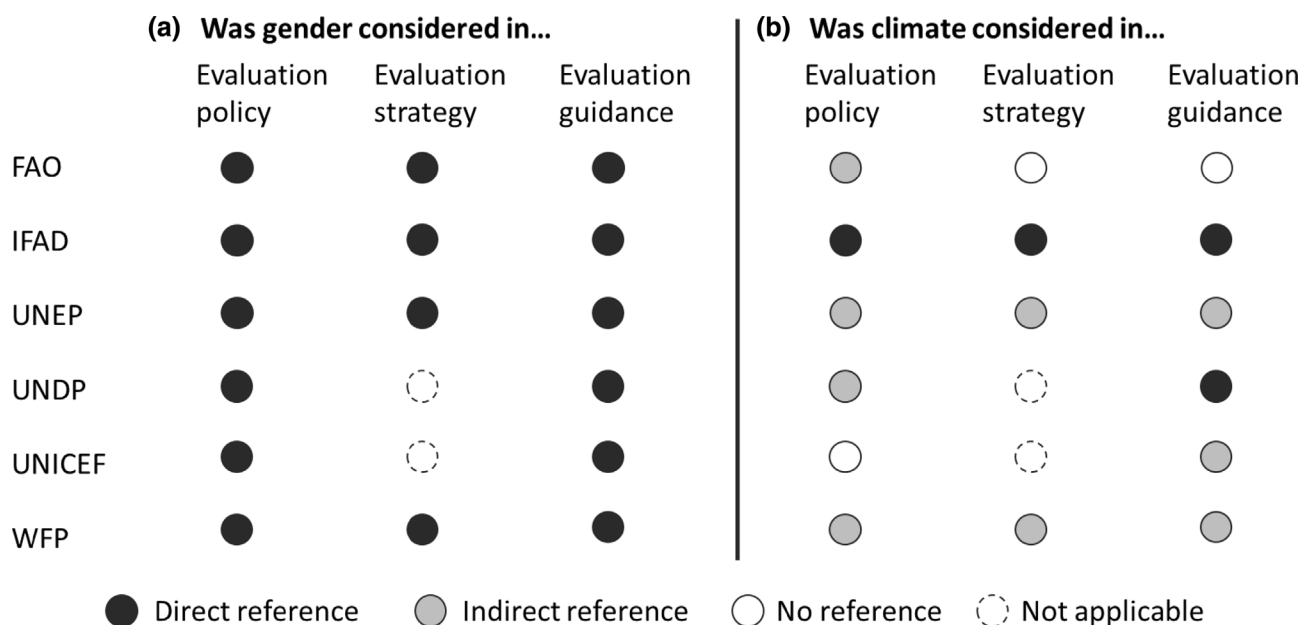 (a) Was gender considered in...
(b) Was climate considered in...
Evaluation policy
Evaluation strategy
Evaluation guidance
Evaluation policy
Evaluation strategy
Evaluation guidance
FAO
IFAD
UNEP
UNDP
UNICEF
WFP
Direct reference
Indirect reference
No reference
Not applicable